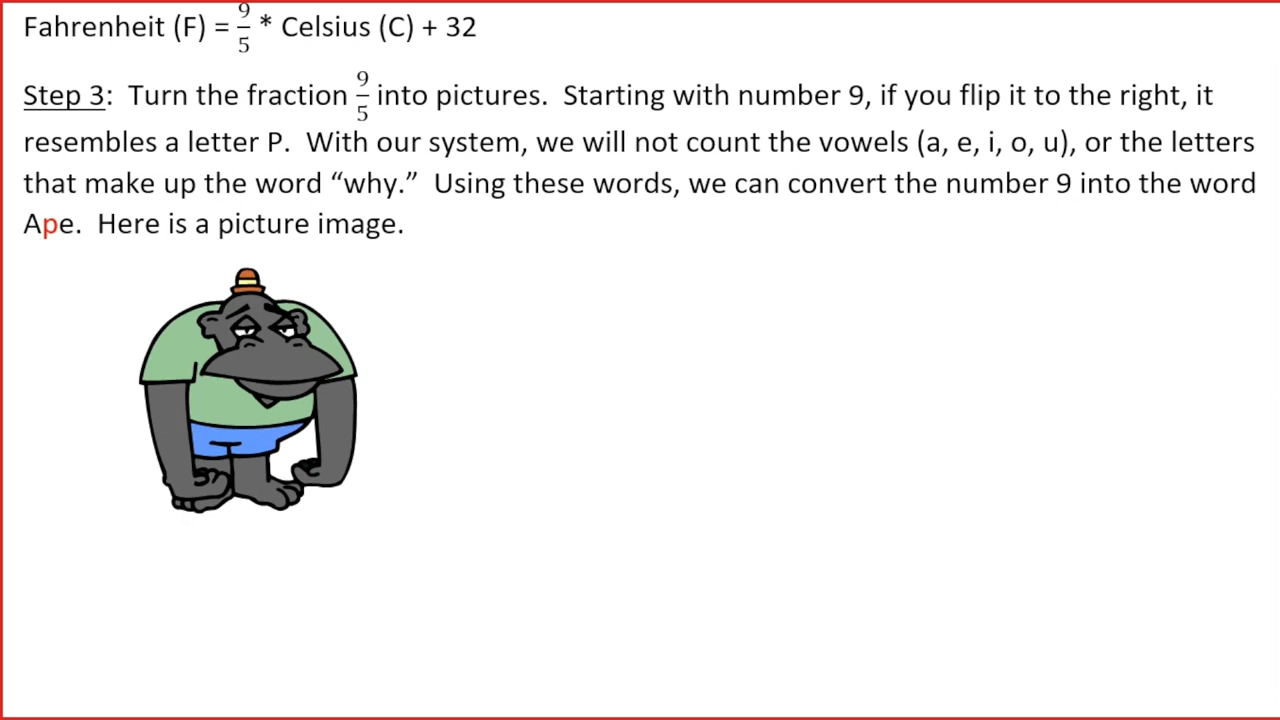 Fahrenheit (F) = 9/5 * Celsius (C) + 32
Step 3:  Turn the fraction 9/5 into pictures.  Starting with number 9, if you flip it to the right, it
resembles a letter P.  With our system, we will not count the vowels (a, e, i, o, u), or the letters
that make up the word “why.”  Using these words, we can convert the number 9 into the word
Ape.  Here is a picture image.